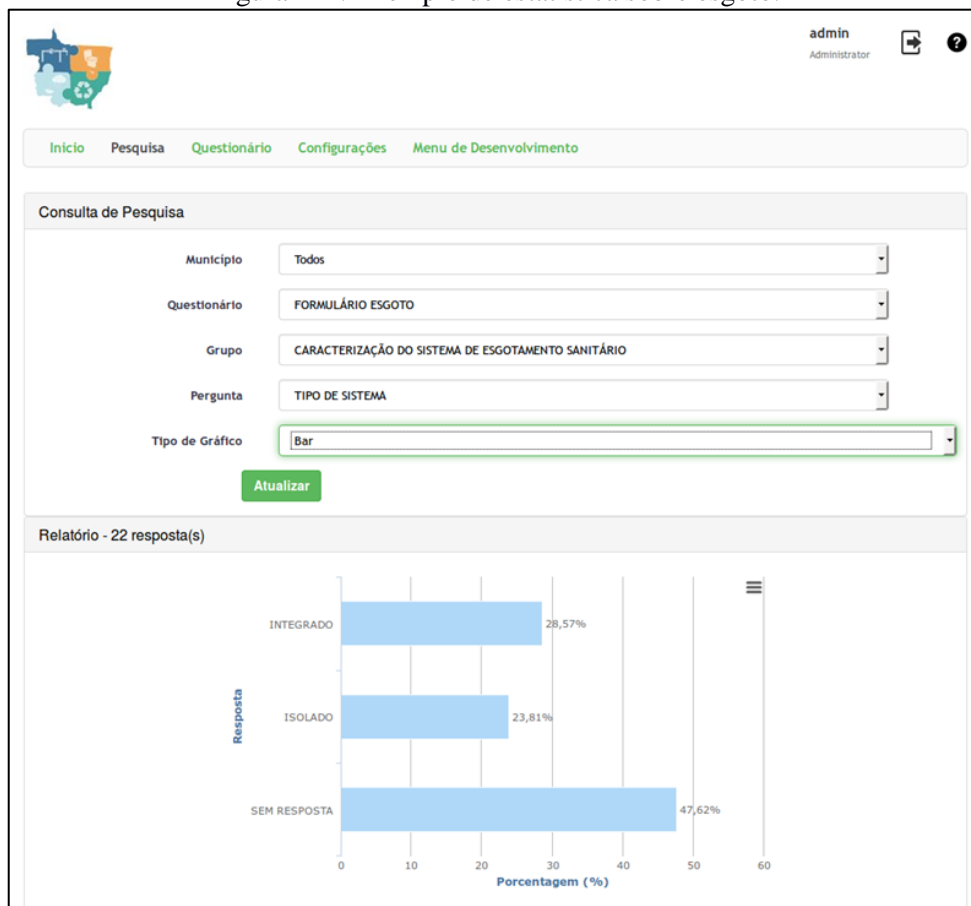 admin
Administrator
Inicio Pesquisa Questionário Configurações Menu de Desenvolvimento
Consulta de Pesquisa
Município Todos
Questionário FORMULÁRIO ESGOTO
Grupo CARACTERIZAÇÃO DO SISTEMA DE ESGOTAMENTO SANITÁRIO
Pergunta TIPO DE SISTEMA
Tipo de Gráfico Bar
Atualizar
Relatório - 22 resposta(s)
INTEGRADO 28,57%
Resposta
ISOLADO 23,81%
SEM RESPOSTA 47,62%
0 10 20 30 40 50 60
Porcentagem (%)